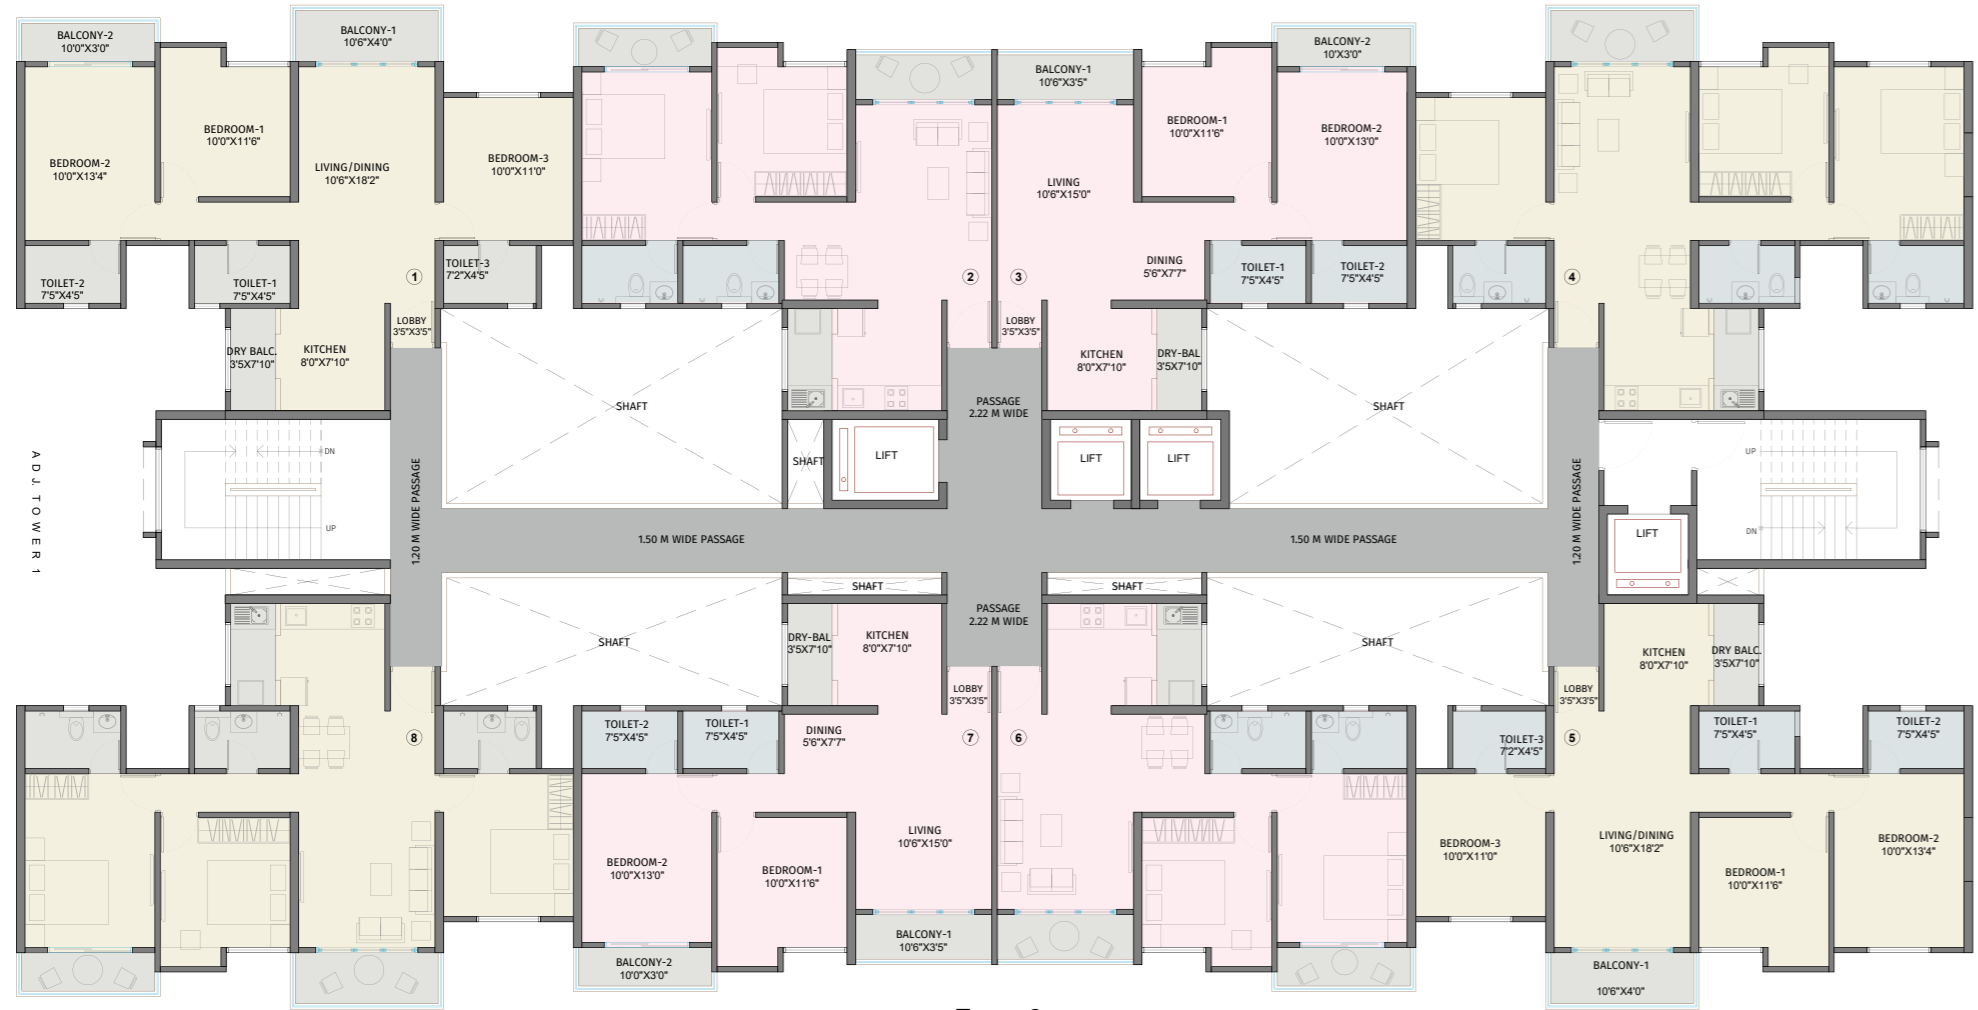 BALCONY-2
10'0"X3'0"
BALCONY-1
10'6"X4'0"
BEDROOM-2
10'0"X13'4"
BEDROOM-1
10'0"X11'6"
LIVING/DINING
10'6"X18'2"
BEDROOM-3
10'0"X11'0"
TOILET-2
7'5"X4'5"
TOILET-1
7'5"X4'5"
TOILET-3
7'2"X4'5"
1
LOBBY
3'5"X3'5"
DRY BALC.
3'5X7'10"
KITCHEN
8'0"X7'10"
2
BALCONY-1
10'6"X3'5"
BEDROOM-1
10'0"X11'6"
BALCONY-2
10'X3'0"
BEDROOM-2
10'0"X13'0"
LIVING
10'6"X15'0"
DINING
5'6"X7'7"
TOILET-1
7'5"X4'5"
TOILET-2
7'5"X4'5"
3
LOBBY
3'5"X3'5"
KITCHEN
8'0"X7'10"
DRY-BAL
3'5X7'10"
4
SHAFT
PASSAGE
2.22 M WIDE
SHAFT
ADJ. TOWER 1
DN
UP
1.20 M WIDE PASSAGE
SHAFT
LIFT
LIFT
LIFT
1.20 M WIDE PASSAGE
UP
DN
LIFT
1.50 M WIDE PASSAGE
1.50 M WIDE PASSAGE
SHAFT
SHAFT
PASSAGE
2.22 M WIDE
SHAFT
SHAFT
8
DRY-BAL
3'5X7'10"
KITCHEN
8'0"X7'10"
LOBBY
3'5"X3'5"
TOILET-2
7'5"X4'5"
TOILET-1
7'5"X4'5"
DINING
5'6"X7'7"
7
BEDROOM-2
10'0"X13'0"
BEDROOM-1
10'0"X11'6"
LIVING
10'6"X15'0"
BALCONY-1
10'6"X3'5"
BALCONY-2
10'0"X3'0"
6
KITCHEN
8'0"X7'10"
DRY BALC.
3'5X7'10"
LOBBY
3'5"X3'5"
TOILET-3
7'2"X4'5"
5
TOILET-1
7'5"X4'5"
TOILET-2
7'5"X4'5"
BEDROOM-3
10'0"X11'0"
LIVING/DINING
10'6"X18'2"
BEDROOM-1
10'0"X11'6"
BEDROOM-2
10'0"X13'4"
BALCONY-1
10'6"X4'0"